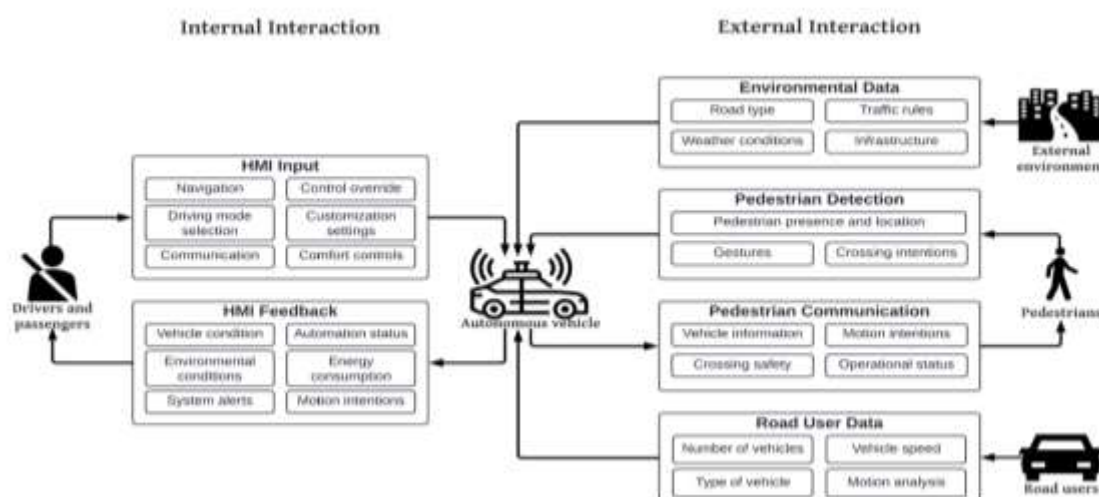 Internal Interaction
External Interaction
Environmental Data
Road type
Traffic rules
Weather conditions
Infrastructure
External
environment
HMI Input
Navigation
Control override
Driving mode
selection
Customization
settings
Communication
Comfort controls
Pedestrian Detection
Pedestrian presence and location
Gestures
Crossing intentions
Drivers and
passengers
Autonomous vehicle
Pedestrians
HMI Feedback
Vehicle condition
Automation status
Environmental
conditions
Energy
consumption
System alerts
Motion intentions
Pedestrian Communication
Vehicle information
Motion intentions
Crossing safety
Operational status
Road User Data
Number of vehicles
Vehicle speed
Type of vehicle
Motion analysis
Road users